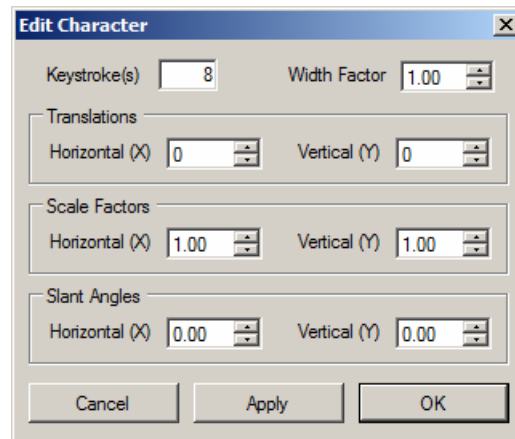 Edit Character
Keystroke(s) 8 Width Factor 1.00
Translations
Horizontal (X) 0 Vertical (Y) 0
Scale Factors
Horizontal (X) 1.00 Vertical (Y) 1.00
Slant Angles
Horizontal (X) 0.00 Vertical (Y) 0.00
Cancel Apply OK